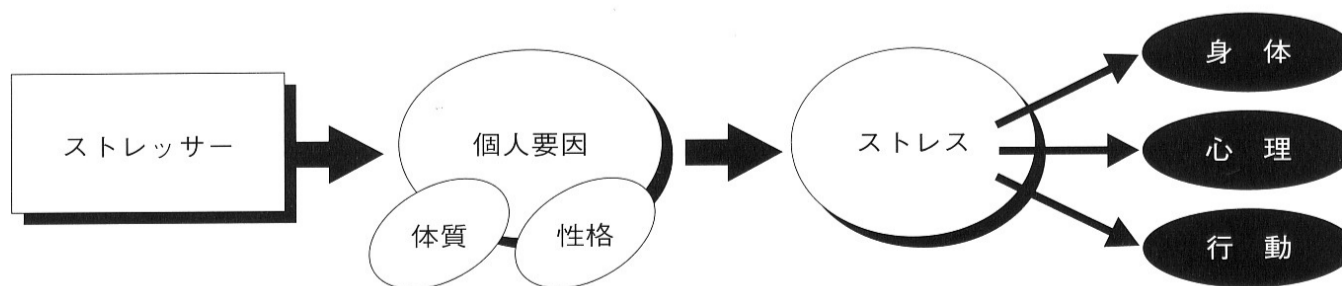 ストレッサー
個人要因
体質
性格
ストレス
身 体
心 理
行 動